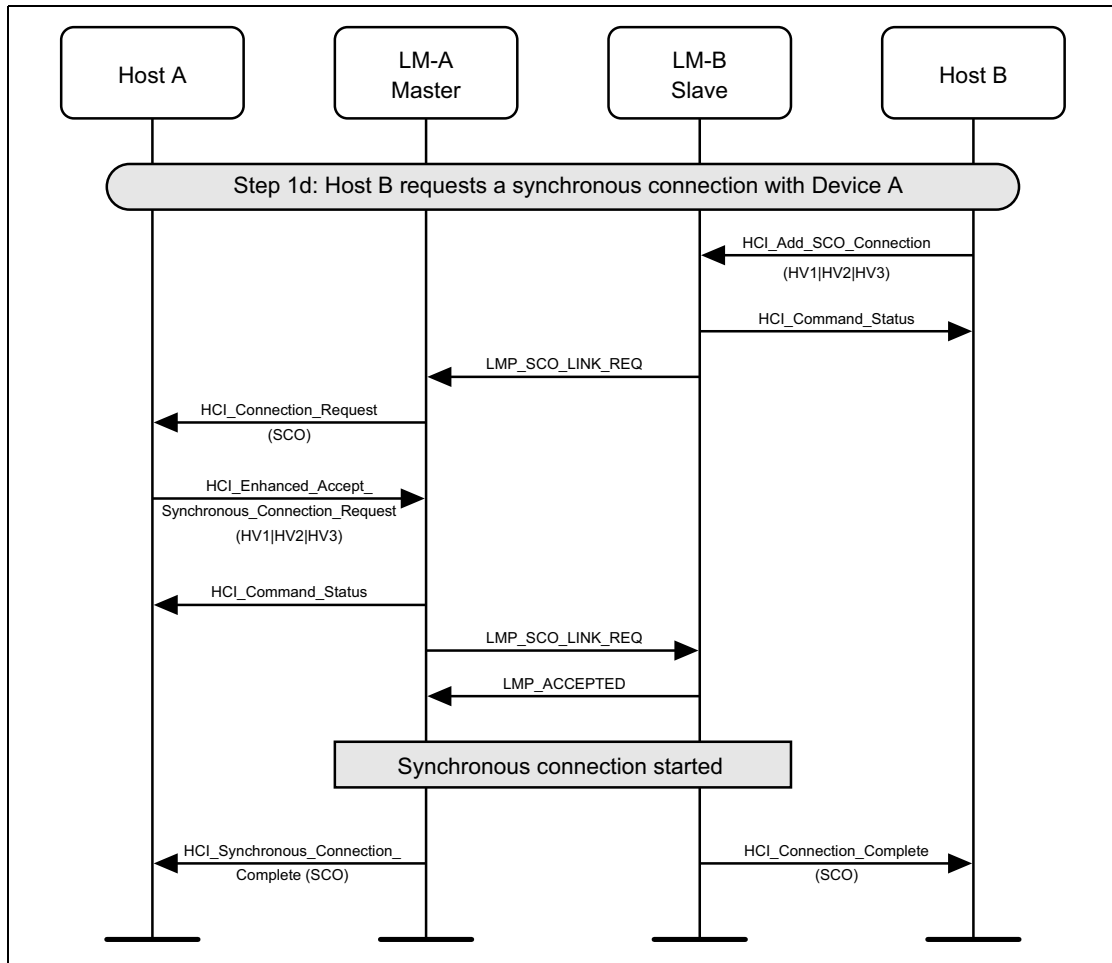 Host A
LM-A
Master
LM-B
Slave
Host B
Step 1d: Host B requests a synchronous connection with Device A
HCI_Add_SCO_Connection
(HV1|HV2|HV3)
HCI_Command_Status
LMP_SCO_LINK_REQ
HCI_Connection_Request
(SCO)
HCI_Enhanced_Accept_
Synchronous_Connection_Request
(HV1|HV2|HV3)
HCI_Command_Status
LMP_SCO_LINK_REQ
LMP_ACCEPTED
Synchronous connection started
HCI_Synchronous_Connection_
Complete (SCO)
HCI_Connection_Complete
(SCO)